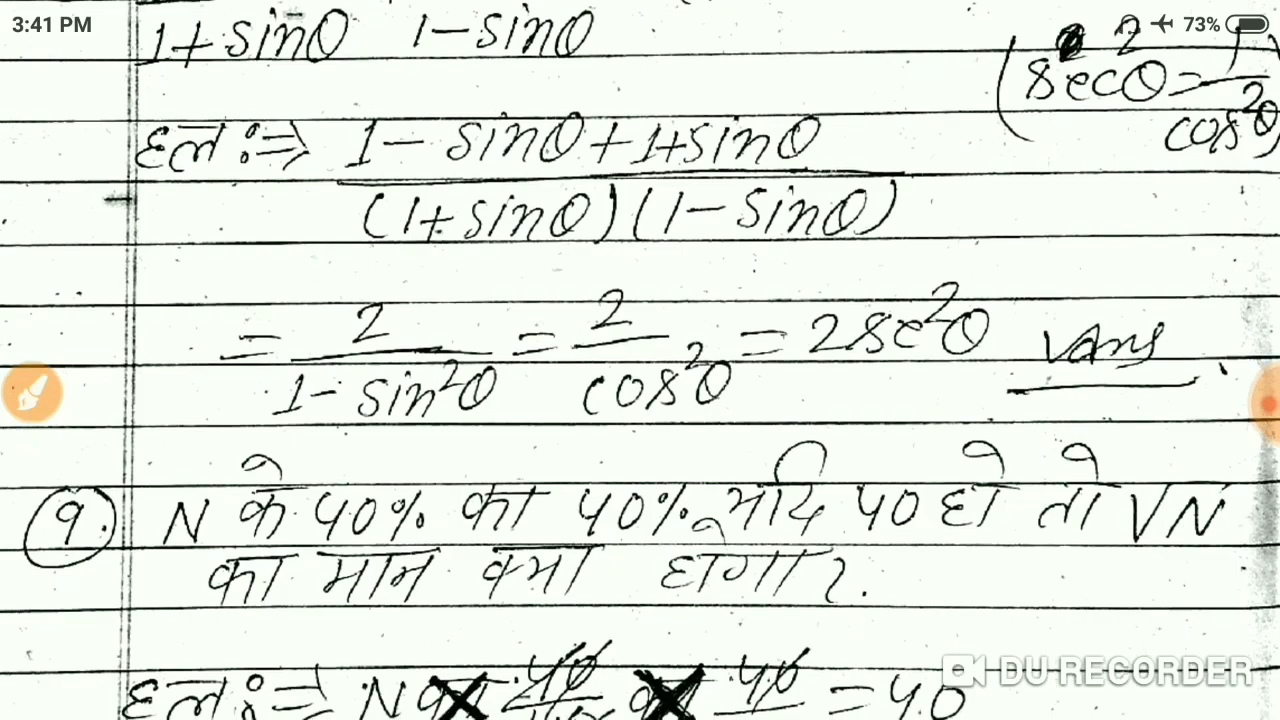 3:41 PM 73%
1+sinθ 1-sinθ
(sec²θ=1/cos²θ)
हल :⇒ 1-sinθ+1+sinθ
(1+sinθ)(1-sinθ)
= 2/1-sin²θ = 2/cos²θ = 2sec²θ Ans
9. N के 40% का 40% यदि 40 हो तो √N
का मान क्या होगा?.
हल :⇒ N × 40 × 40 = 40
DU RECORDER